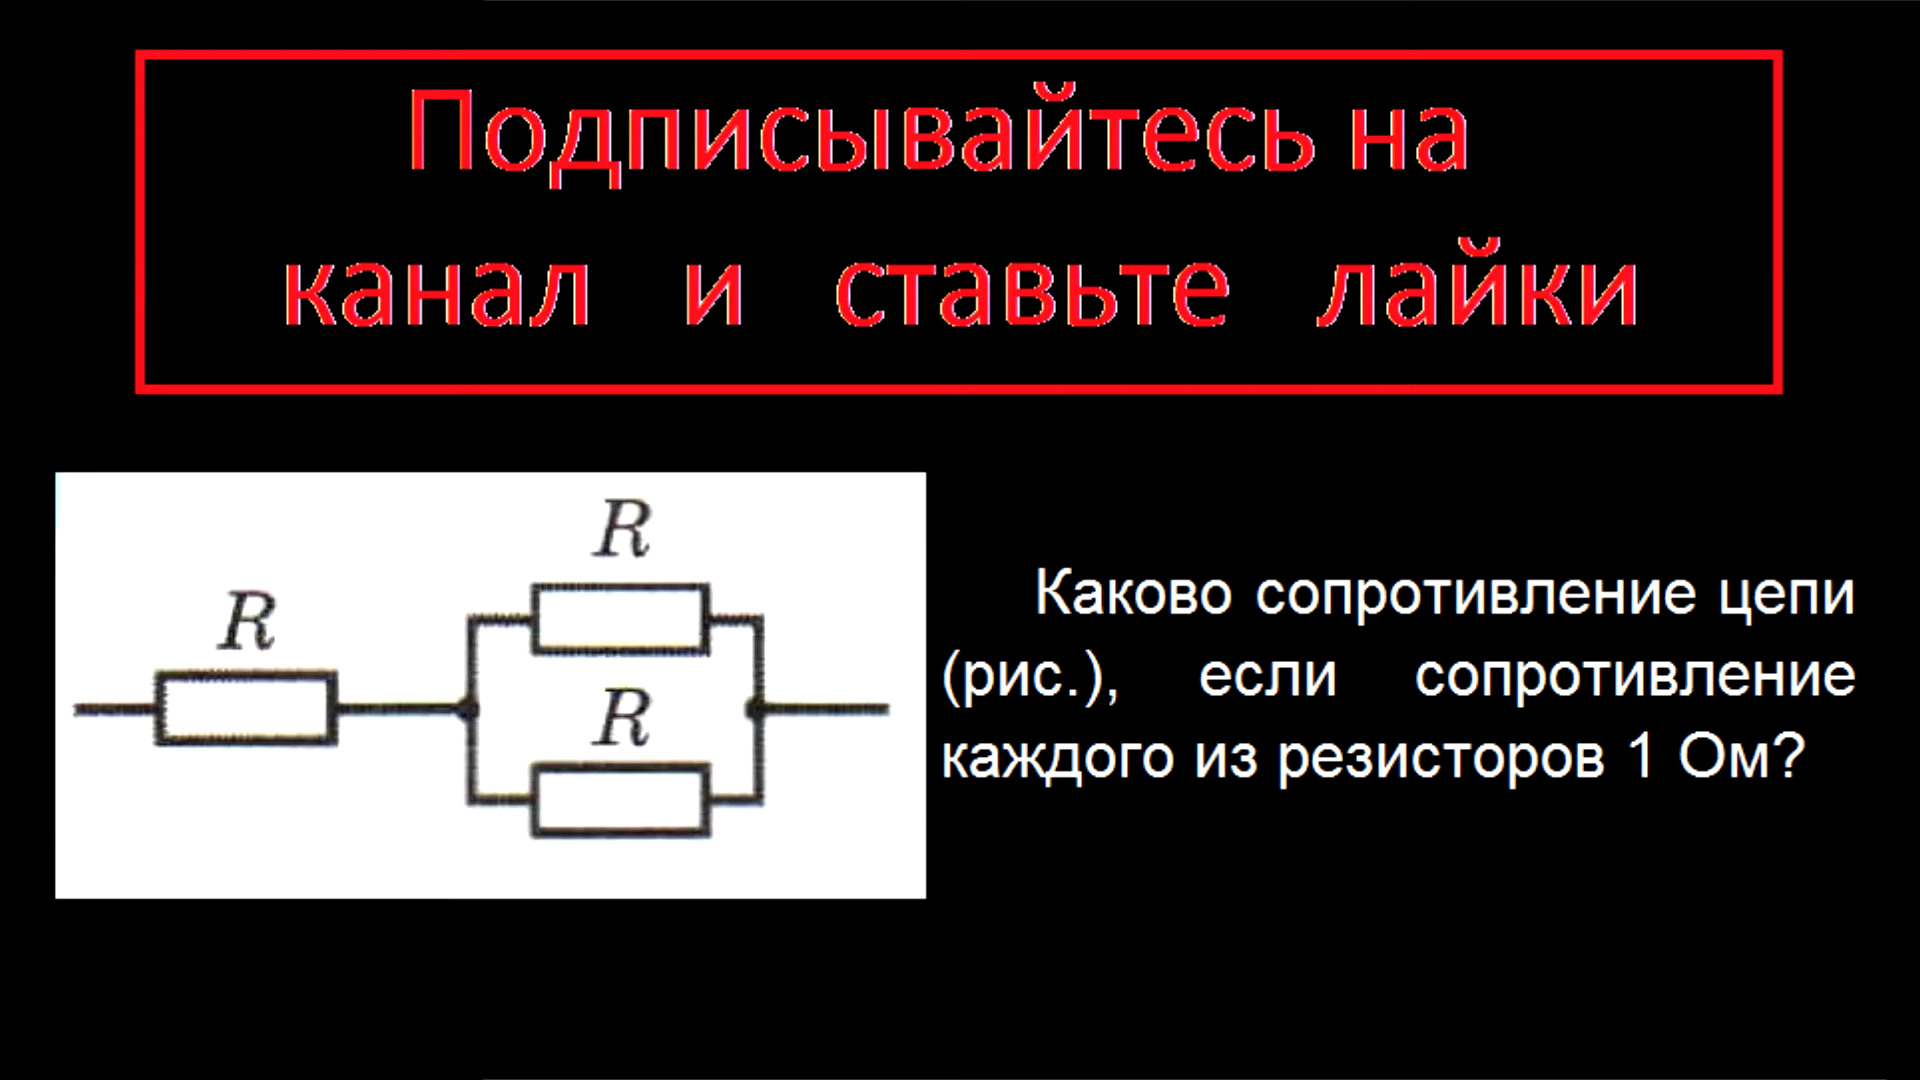 Подписывайтесь на
канал и ставьте лайки
R
R
R
Каково сопротивление цепи
(рис.), если сопротивление
каждого из резисторов 1 Ом?